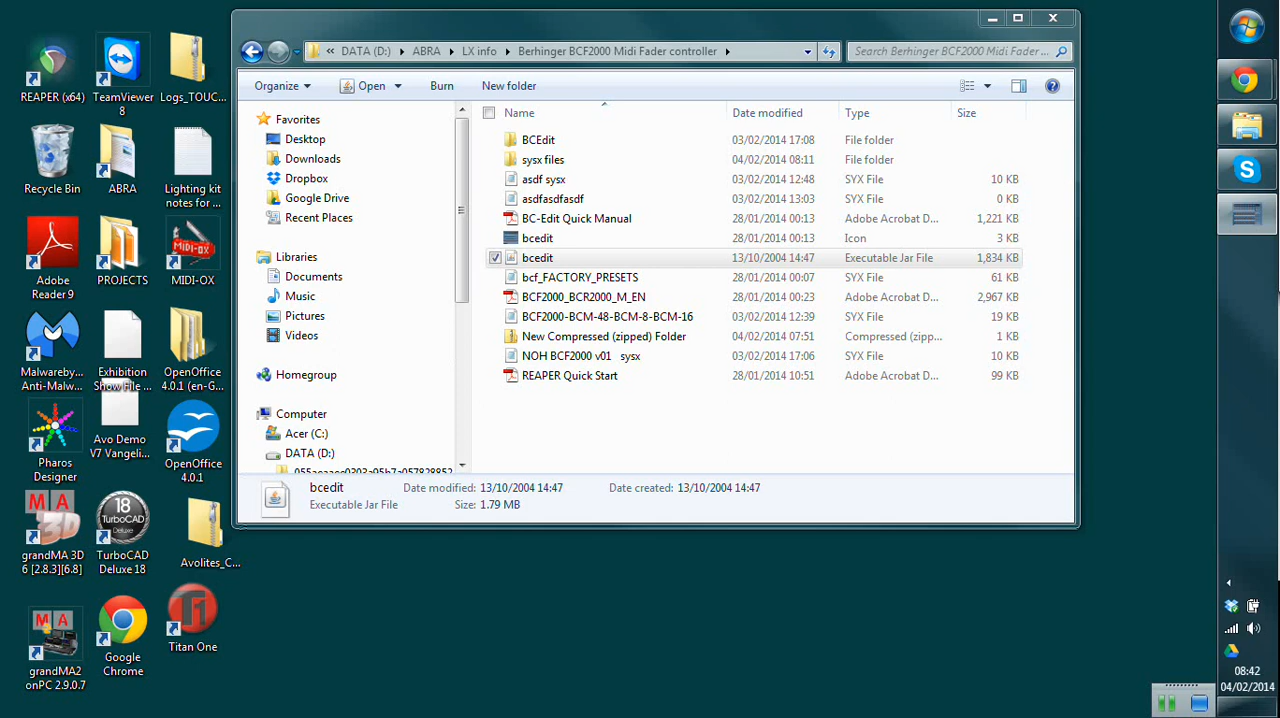 REAPER (x64)
TeamViewer
8
Logs_TOUC...
Recycle Bin
ABRA
Lighting kit
notes for ...
Adobe
Reader 9
PROJECTS
MIDI-OX
MIDI-OX
Malwareby...
Anti-Malw...
Exhibition
Show File ...
OpenOffice
4.0.1 (en-G...
Pharos
Designer
Avo Demo
V7 Vangeli...
OpenOffice
4.0.1
MA
3D
grandMA 3D
6 [2.8.3][6.8]
18
TurboCAD
Deluxe
TurboCAD
Deluxe 18
Avolites_C...
MA
grandMA2
onPC 2.9.0.7
Google
Chrome
T1
Titan One
« DATA (D:) ABRA LX info Berhinger BCF2000 Midi Fader controller
Search Berhinger BCF2000 Midi Fader ...
Organize Open Burn New folder
Favorites
Desktop
Downloads
Dropbox
Google Drive
Recent Places
Libraries
Documents
Music
Pictures
Videos
Homegroup
Computer
Acer (C:)
DATA (D:)
Name Date modified Type Size
BCEdit 03/02/2014 17:08 File folder
sysx files 04/02/2014 08:11 File folder
asdf sysx 03/02/2014 12:48 SYX File 10 KB
asdfasdfasdf 03/02/2014 13:03 SYX File 0 KB
BC-Edit Quick Manual 28/01/2014 00:13 Adobe Acrobat D... 1,221 KB
bcedit 28/01/2014 00:13 Icon 3 KB
bcedit 13/10/2004 14:47 Executable Jar File 1,834 KB
bcf_FACTORY_PRESETS 28/01/2014 00:07 SYX File 61 KB
BCF2000_BCR2000_M_EN 28/01/2014 00:23 Adobe Acrobat D... 2,967 KB
BCF2000-BCM-48-BCM-8-BCM-16 03/02/2014 12:39 SYX File 19 KB
New Compressed (zipped) Folder 04/02/2014 07:51 Compressed (zipp... 1 KB
NOH BCF2000 v01 sysx 03/02/2014 17:06 SYX File 10 KB
REAPER Quick Start 28/01/2014 10:51 Adobe Acrobat D... 99 KB
bcedit Date modified: 13/10/2004 14:47 Date created: 13/10/2004 14:47
Executable Jar File Size: 1.79 MB
08:42
04/02/2014